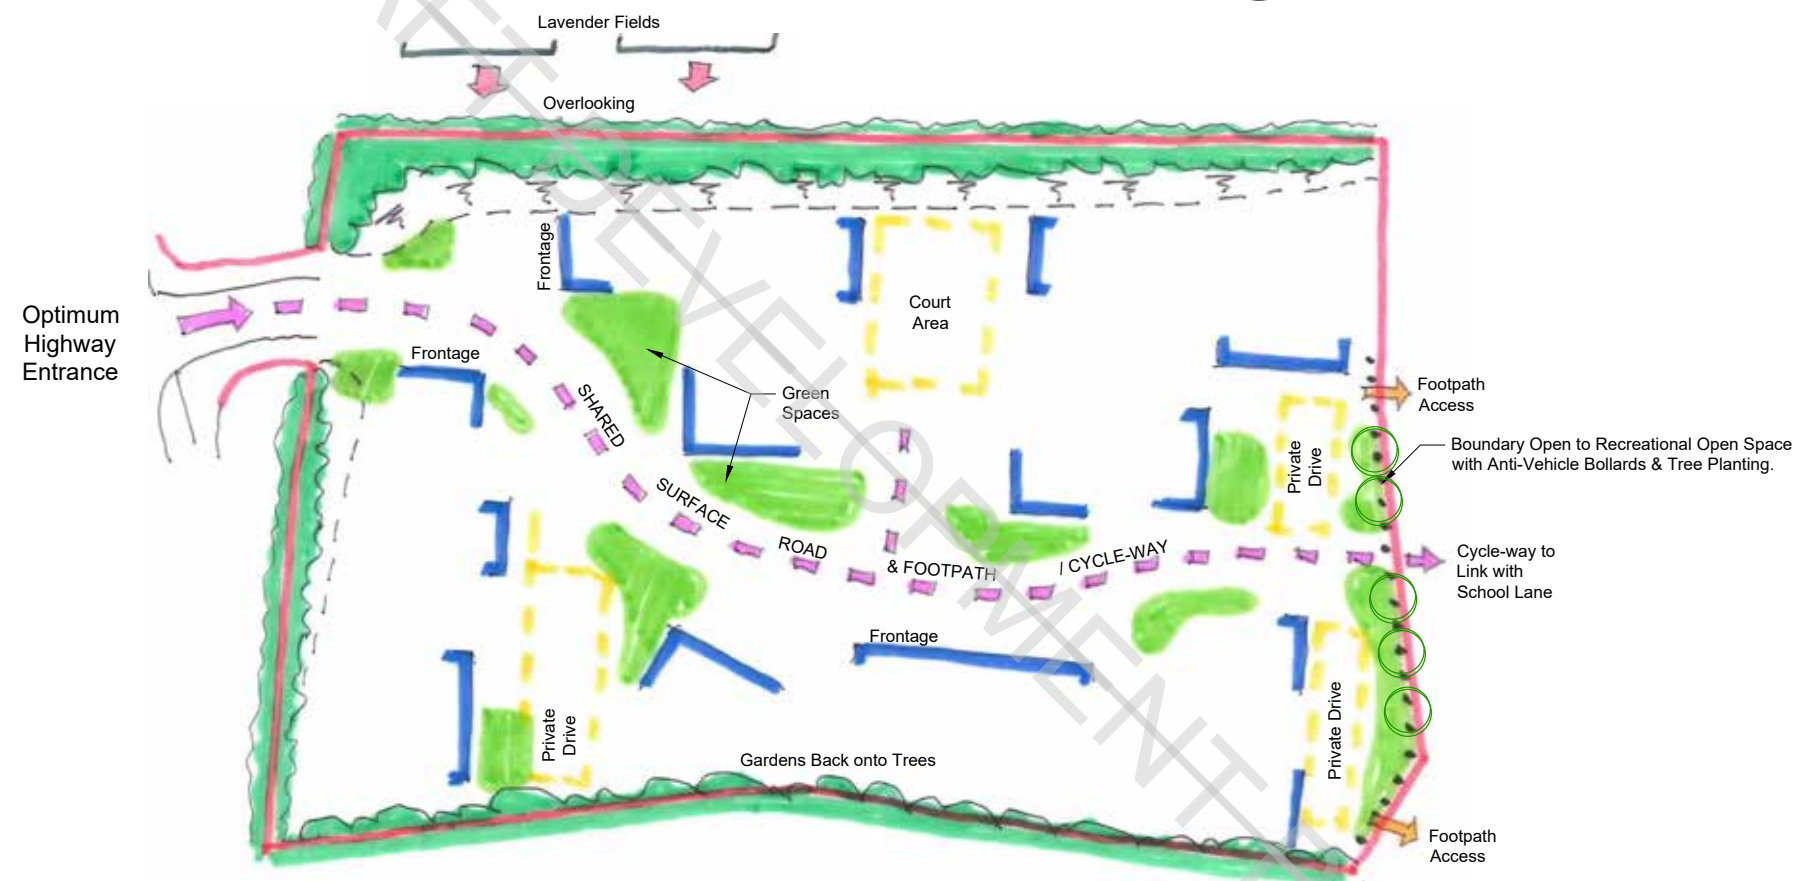 Lavender Fields
Overlooking
Frontage
Optimum
Highway
Entrance
Frontage
Court
Area
Green
Spaces
SHARED
SURFACE
ROAD
& FOOTPATH
/ CYCLE-WAY
Footpath
Access
Private
Drive
Boundary Open to Recreational Open Space
with Anti-Vehicle Bollards & Tree Planting.
Cycle-way to
Link with
School Lane
Frontage
Private
Drive
Private Drive
Gardens Back onto Trees
Footpath
Access
DEVELOPMENT